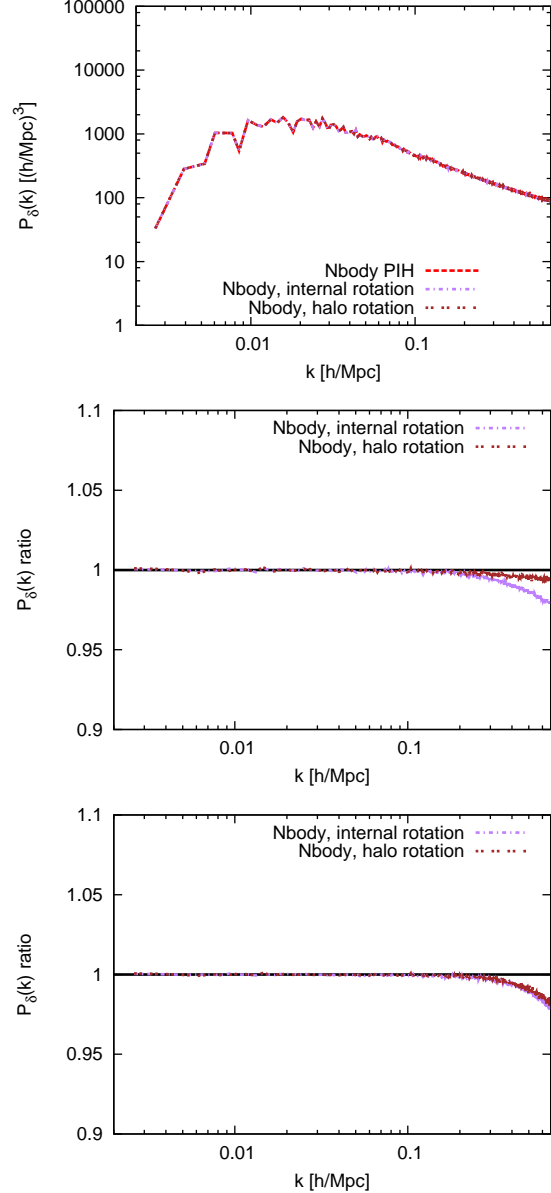 100000
10000
1000
100
10
1
P_δ(k) [(h/Mpc)^3]
Nbody PIH
Nbody, internal rotation
Nbody, halo rotation
0.01 0.1
k [h/Mpc]
1.1
1.05
1
0.95
0.9
P_δ(k) ratio
Nbody, internal rotation
Nbody, halo rotation
0.01 0.1
k [h/Mpc]
1.1
1.05
1
0.95
0.9
P_δ(k) ratio
Nbody, internal rotation
Nbody, halo rotation
0.01 0.1
k [h/Mpc]